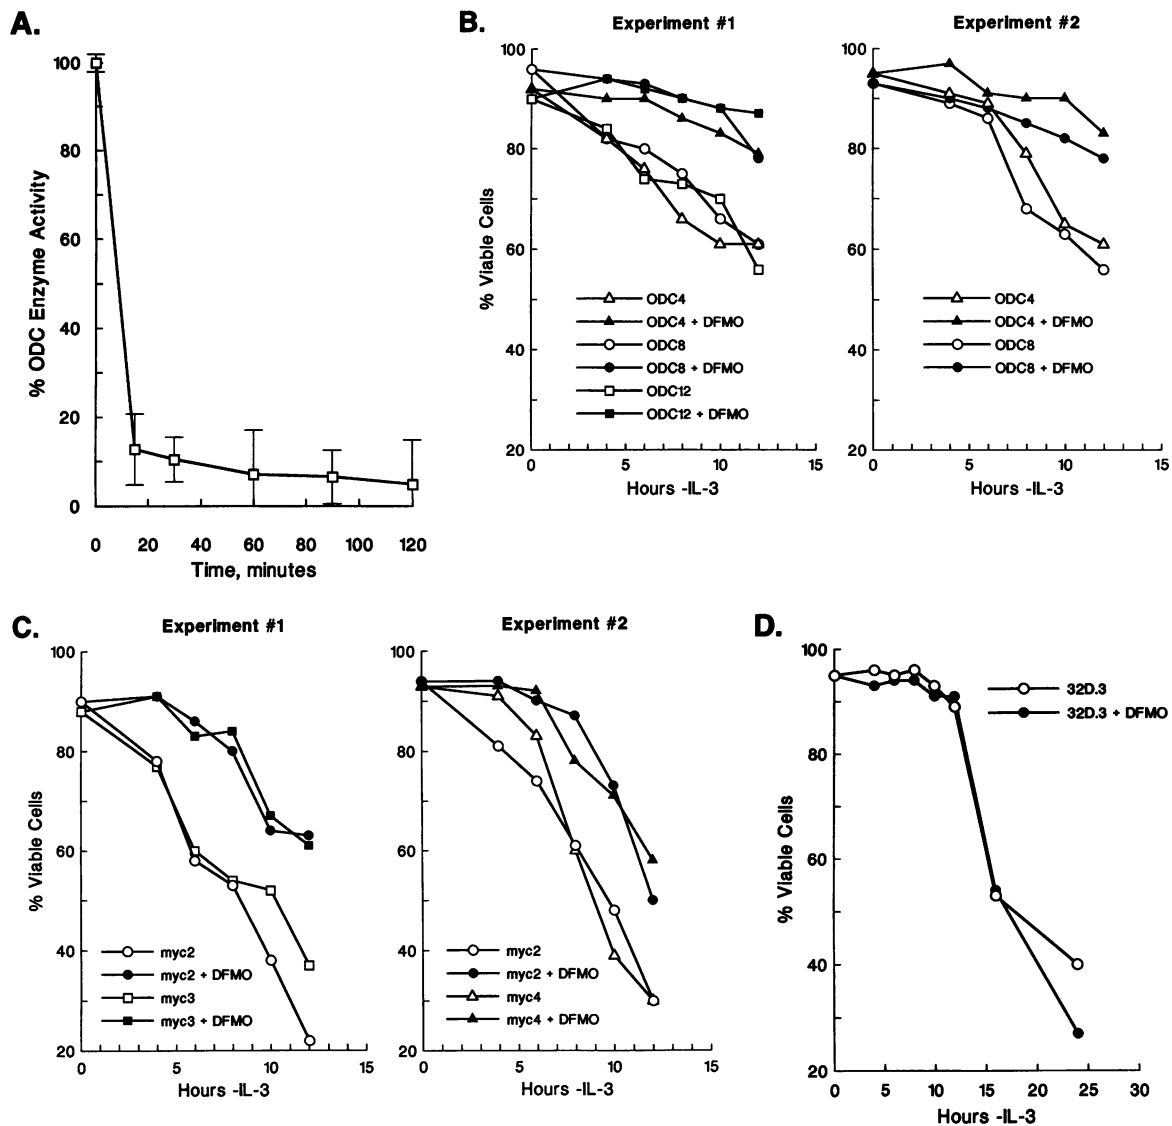 A.
% ODC Enzyme Activity
100
80
60
40
20
0
0 20 40 60 80 100 120
Time, minutes
B.
Experiment #1
% Viable Cells
100
80
60
40
20
ODC4
ODC4 + DFMO
ODC8
ODC8 + DFMO
ODC12
ODC12 + DFMO
0 5 10 15
Hours -IL-3
Experiment #2
100
80
60
40
20
ODC4
ODC4 + DFMO
ODC8
ODC8 + DFMO
0 5 10 15
Hours -IL-3
C.
Experiment #1
% Viable Cells
100
80
60
40
20
myc2
myc2 + DFMO
myc3
myc3 + DFMO
0 5 10 15
Hours -IL-3
Experiment #2
100
80
60
40
20
myc2
myc2 + DFMO
myc4
myc4 + DFMO
0 5 10 15
Hours -IL-3
D.
% Viable Cells
100
80
60
40
20
32D.3
32D.3 + DFMO
0 5 10 15 20 25 30
Hours -IL-3